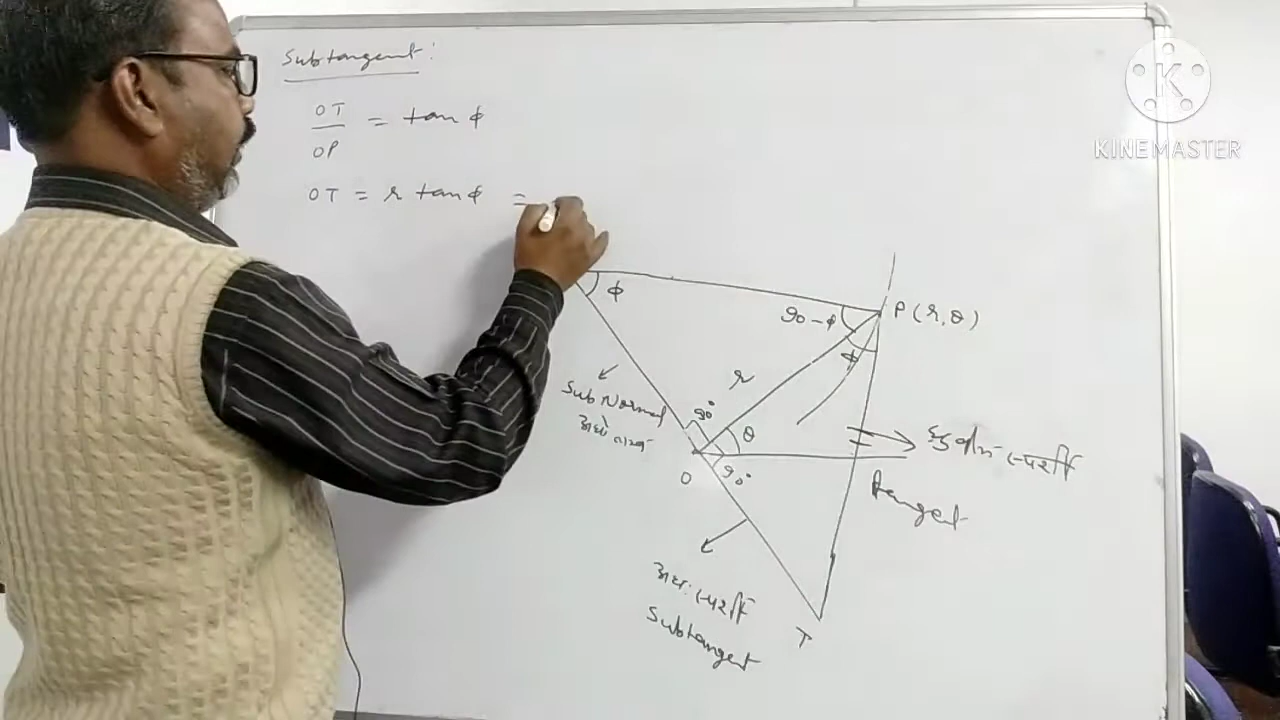 Subtangent :
OT
OP
= tan ϕ
OT = r tan ϕ =
ϕ
90-ϕ
P(r,θ)
ϕ
r
Sub Normal
90°
θ
O
90°
Tangent
Subtangent
T
K
KINEMASTER